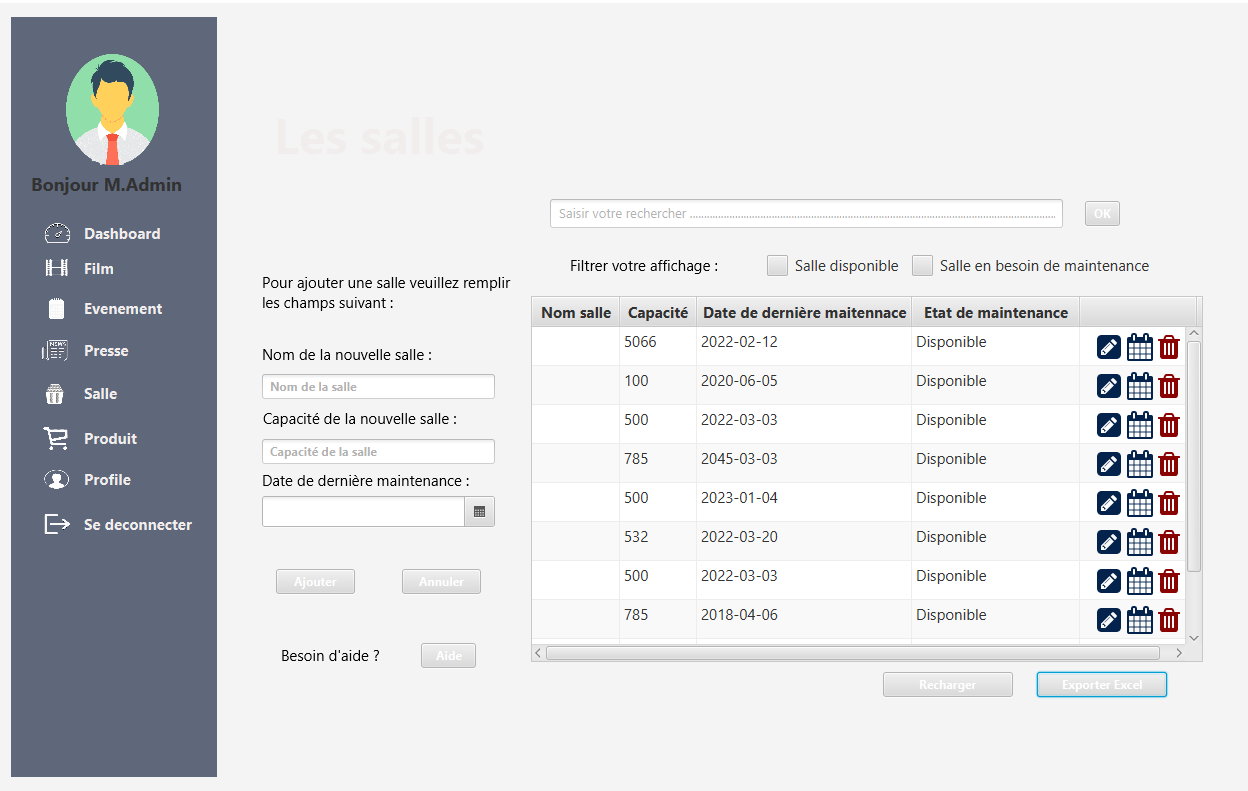 Bonjour M.Admin
Dashboard
Film
Evenement
NEWS
Presse
Salle
Produit
Profile
Se deconnecter
Les salles
Saisir votre rechercher ....................................................................................................................
OK
Filtrer votre affichage :
Salle disponible
Salle en besoin de maintenance
Pour ajouter une salle veuillez remplir
les champs suivant :
Nom de la nouvelle salle :
Nom de la salle
Capacité de la nouvelle salle :
Capacité de la salle
Date de dernière maintenance :
Ajouter Annuler
Besoin d'aide ? Aide
Nom salle Capacité Date de dernière maitennace Etat de maintenance
5066 2022-02-12 Disponible
100 2020-06-05 Disponible
500 2022-03-03 Disponible
785 2045-03-03 Disponible
500 2023-01-04 Disponible
532 2022-03-20 Disponible
500 2022-03-03 Disponible
785 2018-04-06 Disponible
Recharger Exporter Excel